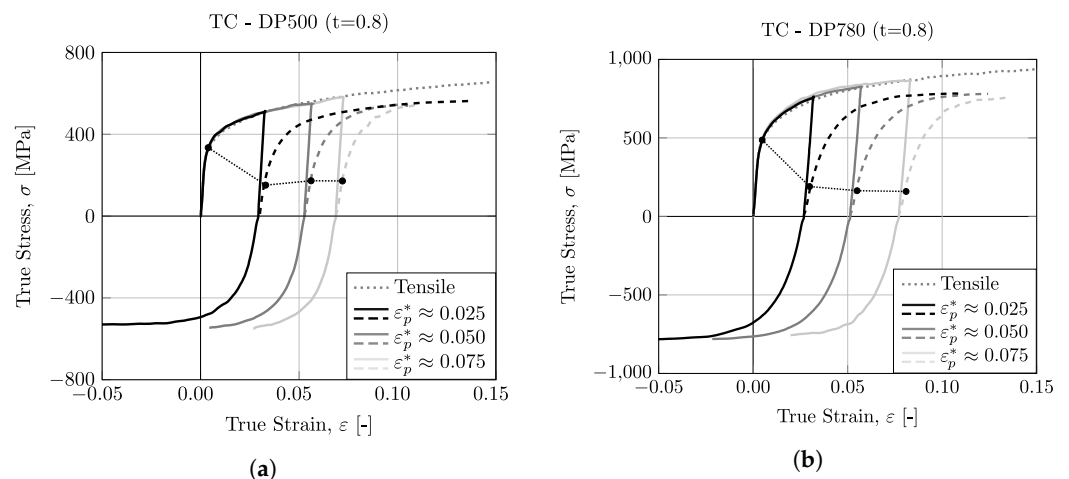 TC - DP500 (t=0.8)
800
400
0
−400
−800
True Stress, σ [MPa]
Tensile
ε*p ≈ 0.025
ε*p ≈ 0.050
ε*p ≈ 0.075
−0.05 0.00 0.05 0.10 0.15
True Strain, ε [-]
(a)
TC - DP780 (t=0.8)
1,000
500
0
−500
−1,000
True Stress, σ [MPa]
Tensile
ε*p ≈ 0.025
ε*p ≈ 0.050
ε*p ≈ 0.075
−0.05 0.00 0.05 0.10 0.15
True Strain, ε [-]
(b)